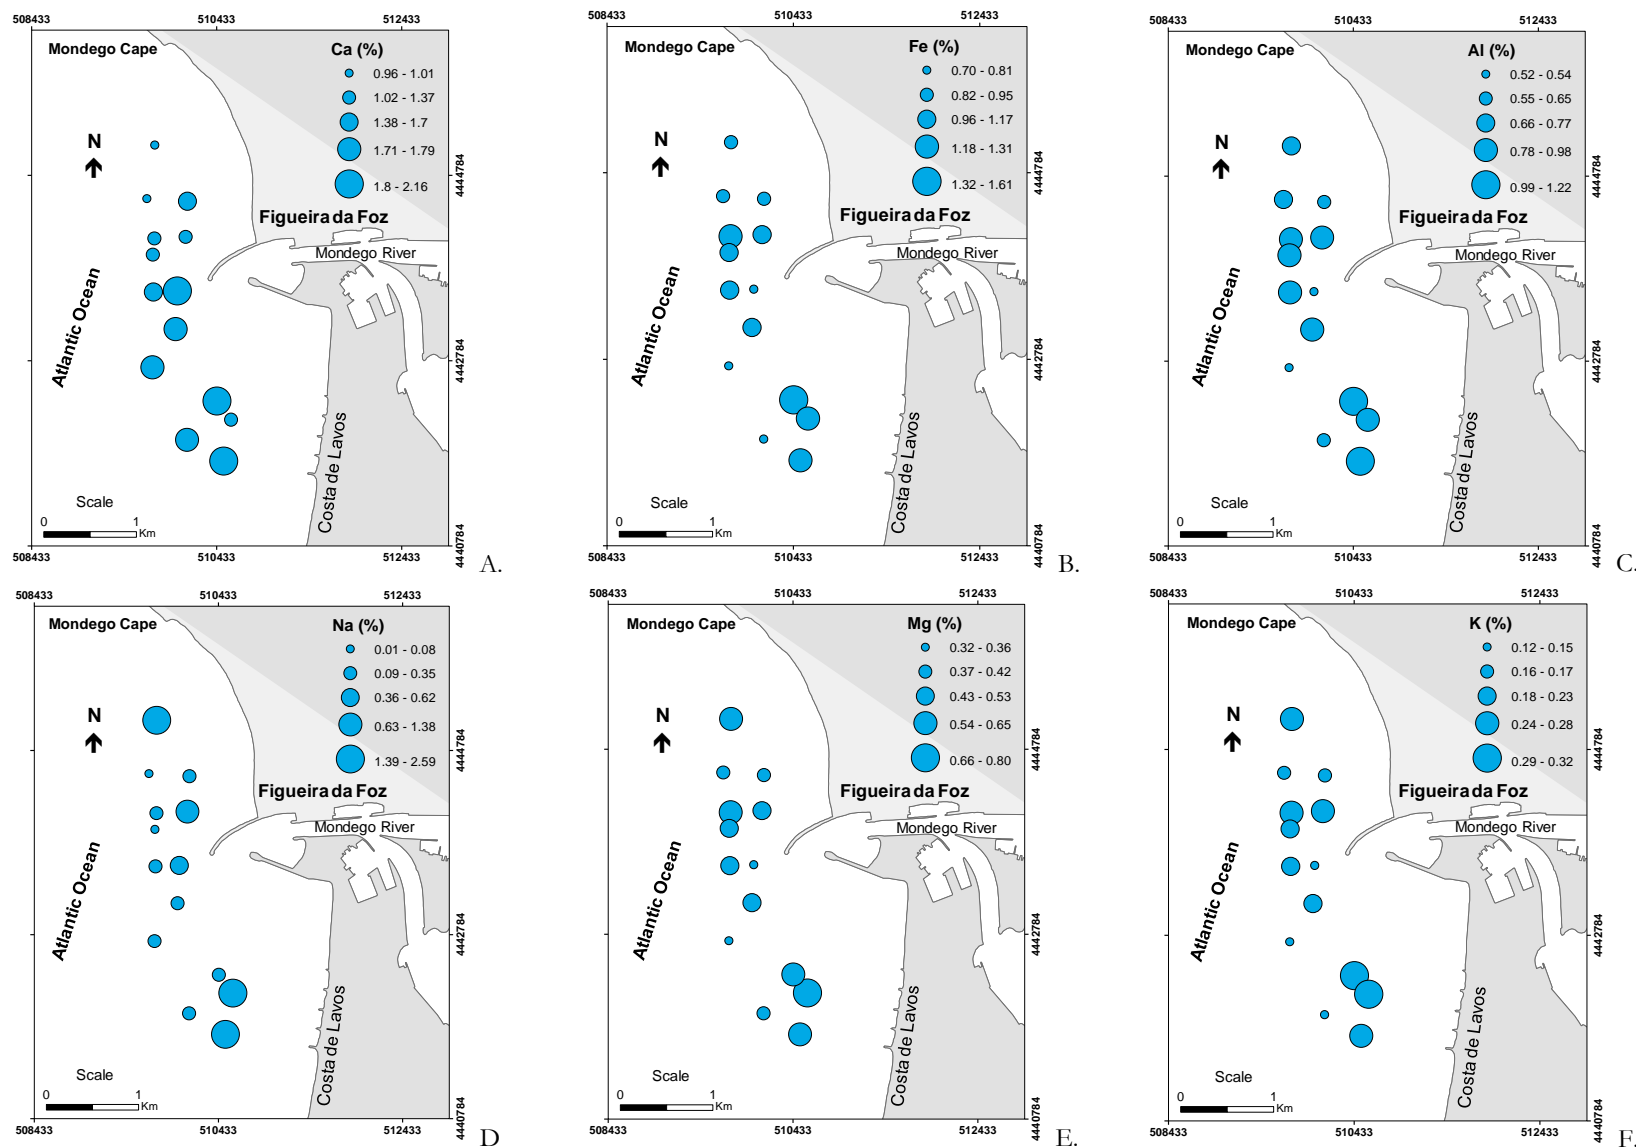 508433 510433 512433
Mondego Cape
Ca (%)
0.96 - 1.01
1.02 - 1.37
1.38 - 1.7
1.71 - 1.79
1.8 - 2.16
N
Figueira da Foz
Mondego River
Atlantic Ocean
Costa de Lavos
Scale
0 1
Km
4444784
4442784
4440784
508433 510433 512433
A.
508433 510433 512433
Mondego Cape
Fe (%)
0.70 - 0.81
0.82 - 0.95
0.96 - 1.17
1.18 - 1.31
1.32 - 1.61
N
Figueira da Foz
Mondego River
Atlantic Ocean
Costa de Lavos
Scale
0 1
Km
4444784
4442784
4440784
508433 510433 512433
B.
508433 510433 512433
Mondego Cape
Al (%)
0.52 - 0.54
0.55 - 0.65
0.66 - 0.77
0.78 - 0.98
0.99 - 1.22
N
Figueira da Foz
Mondego River
Atlantic Ocean
Costa de Lavos
Scale
0 1
Km
4444784
4442784
4440784
508433 510433 512433
C.
508433 510433 512433
Mondego Cape
Na (%)
0.01 - 0.08
0.09 - 0.35
0.36 - 0.62
0.63 - 1.38
1.39 - 2.59
N
Figueira da Foz
Mondego River
Atlantic Ocean
Costa de Lavos
Scale
0 1
Km
4444784
4442784
4440784
508433 510433 512433
D
508433 510433 512433
Mondego Cape
Mg (%)
0.32 - 0.36
0.37 - 0.42
0.43 - 0.53
0.54 - 0.65
0.66 - 0.80
N
Figueira da Foz
Mondego River
Atlantic Ocean
Costa de Lavos
Scale
0 1
Km
4444784
4442784
4440784
508433 510433 512433
E.
508433 510433 512433
Mondego Cape
K (%)
0.12 - 0.15
0.16 - 0.17
0.18 - 0.23
0.24 - 0.28
0.29 - 0.32
N
Figueira da Foz
Mondego River
Atlantic Ocean
Costa de Lavos
Scale
0 1
Km
4444784
4442784
4440784
508433 510433 512433
F.